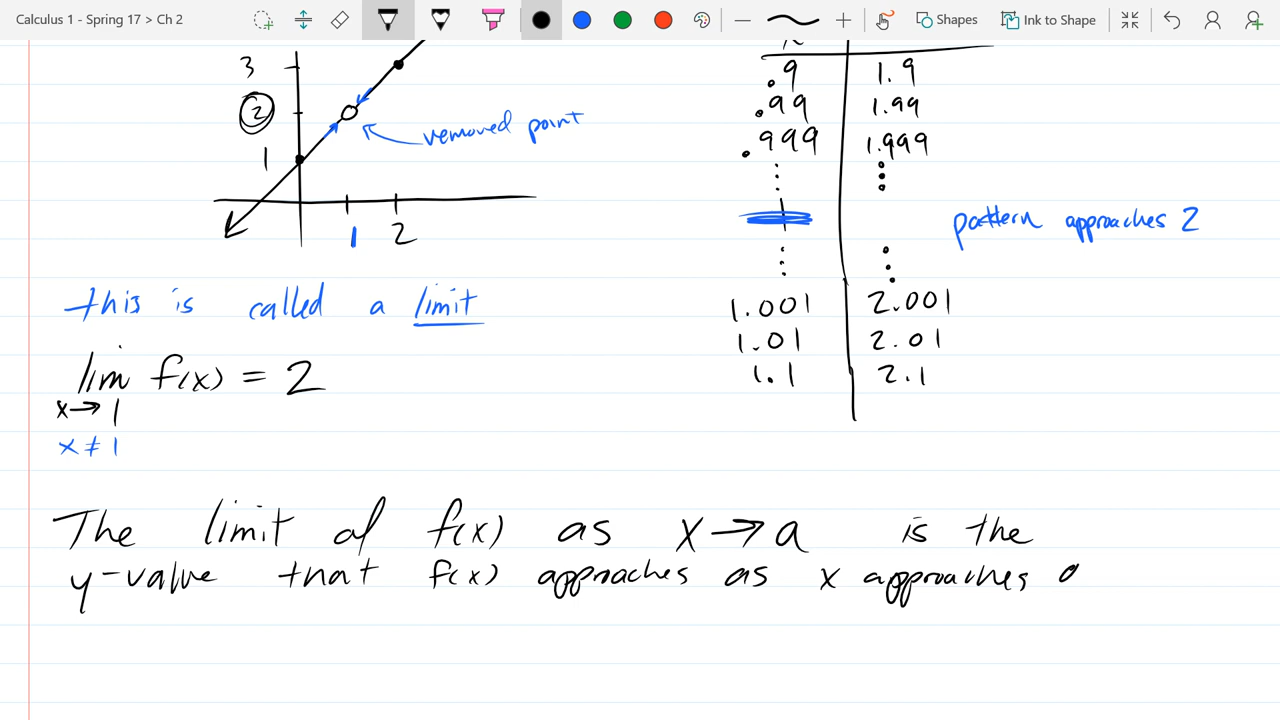 Calculus 1 - Spring 17 > Ch 2
Shapes
Ink to Shape
3
2
1
removed point
1 2
.9 1.9
.99 1.99
.999 1.999
pattern approaches 2
1.001 2.001
1.01 2.01
1.1 2.1
this is called a limit
lim f(x) = 2
x → 1
x ≠ 1
The limit of f(x) as x → a is the
y-value that f(x) approaches as x approaches